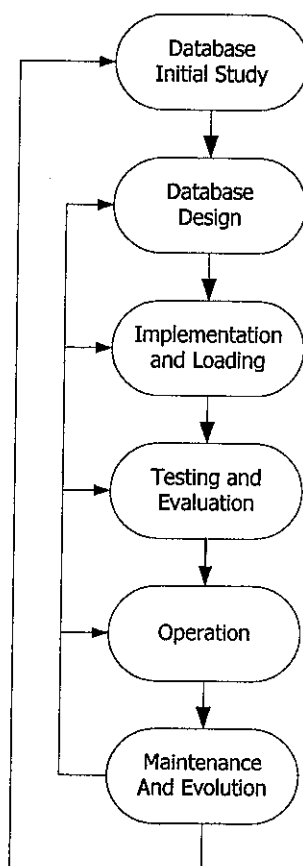 Database
Initial Study
Database
Design
Implementation
and Loading
Testing and
Evaluation
Operation
Maintenance
And Evolution